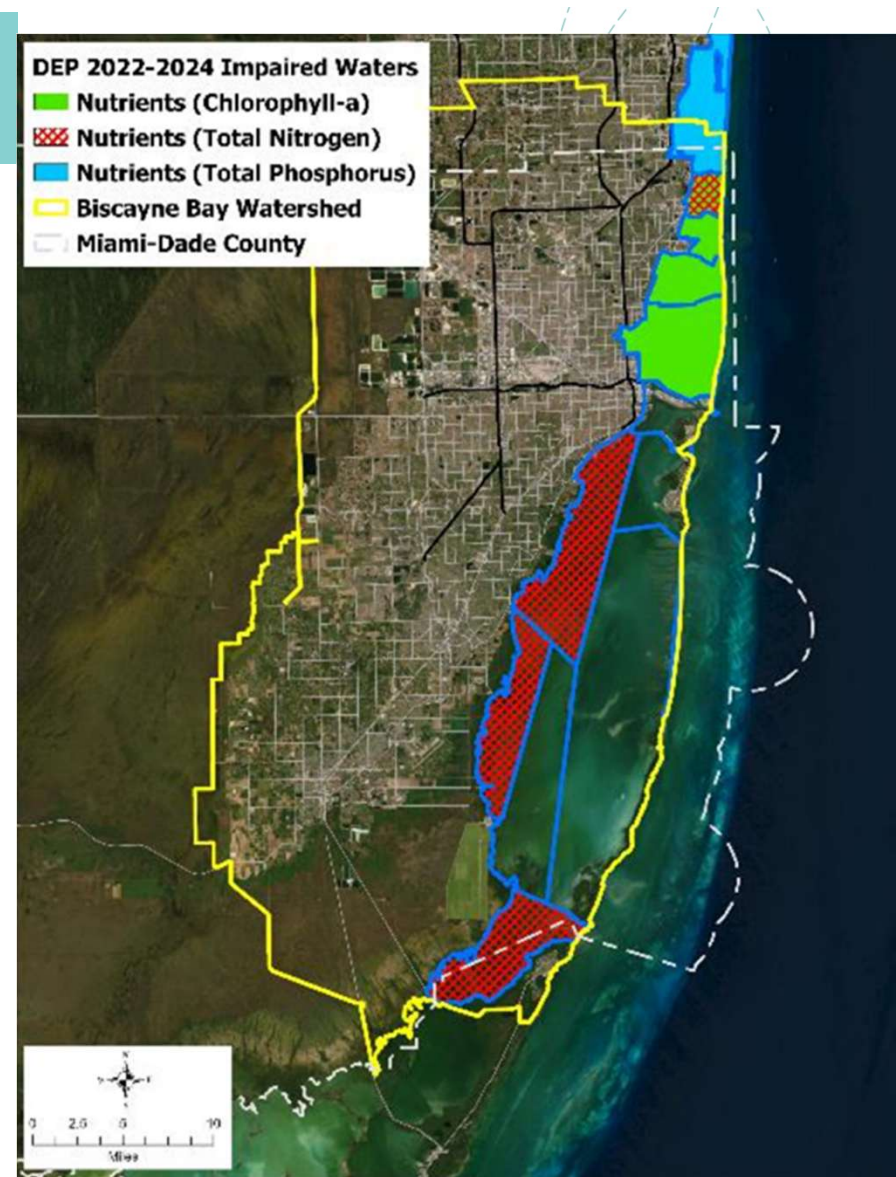 DEP 2022-2024 Impaired Waters
Nutrients (Chlorophyll-a)
Nutrients (Total Nitrogen)
Nutrients (Total Phosphorus)
Biscayne Bay Watershed
Miami-Dade County
N
0 2.5 5 10
Miles